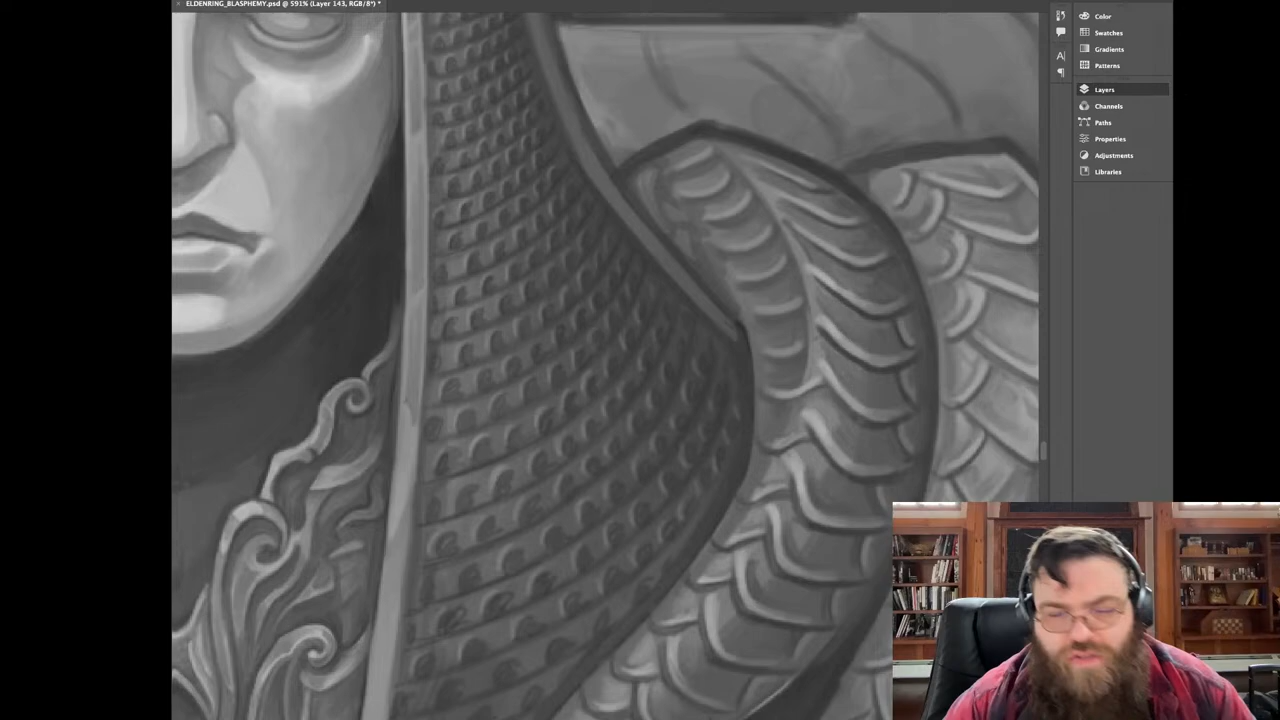 × ELDENRING_BLASPHEMY.psd @ 591% (Layer 143, RGB/8*) *
Color
Swatches
Gradients
Patterns
A|
¶
Layers
Channels
Paths
Properties
Adjustments
Libraries